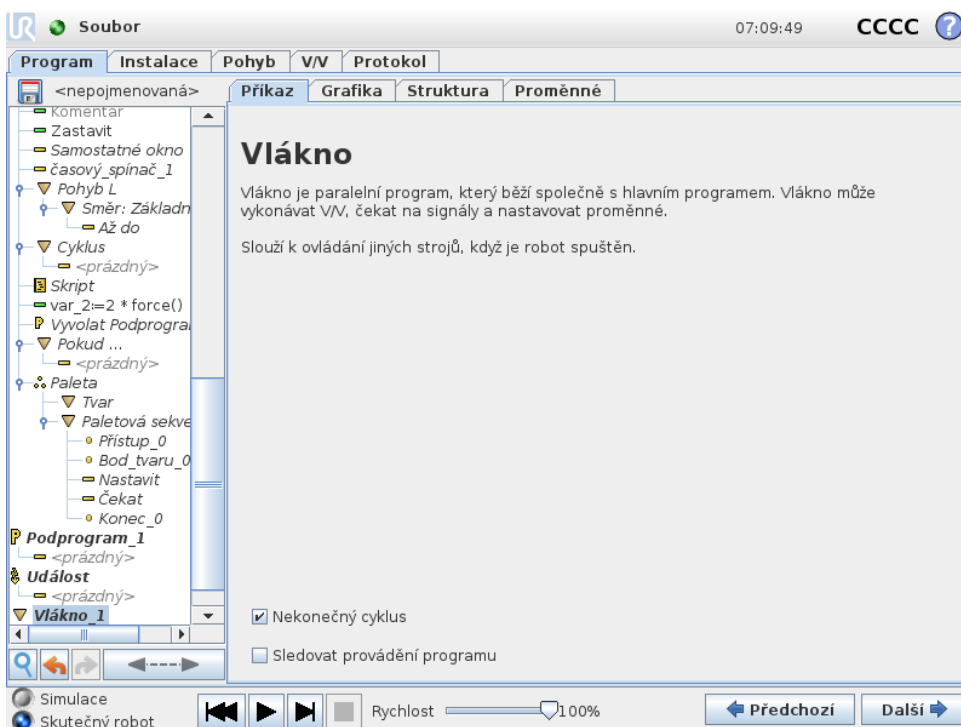 Soubor
07:09:49
CCCC
?
Program Instalace Pohyb V/V Protokol
<nepojmenovaná>
Příkaz Grafika Struktura Proměnné
Komentář
Zastavit
Samostatné okno
časový_spínač_1
Pohyb L
Směr: Základn
Až do
Cyklus
<prázdný>
Skript
var_2:=2 * force()
Vyvolat Podprogra
Pokud ...
<prázdný>
Paleta
Tvar
Paletová sekve
Přístup_0
Bod_tvaru_0
Nastavit
Čekat
Konec_0
Podprogram_1
<prázdný>
Událost
<prázdný>
Vlákno_1
Vlákno
Vlákno je paralelní program, který běží společně s hlavním programem. Vlákno může
vykonávat V/V, čekat na signály a nastavovat proměnné.
Slouží k ovládání jiných strojů, když je robot spuštěn.
Nekonečný cyklus
Sledovat provádění programu
Simulace
Skutečný robot
Rychlost 100%
Předchozí
Další